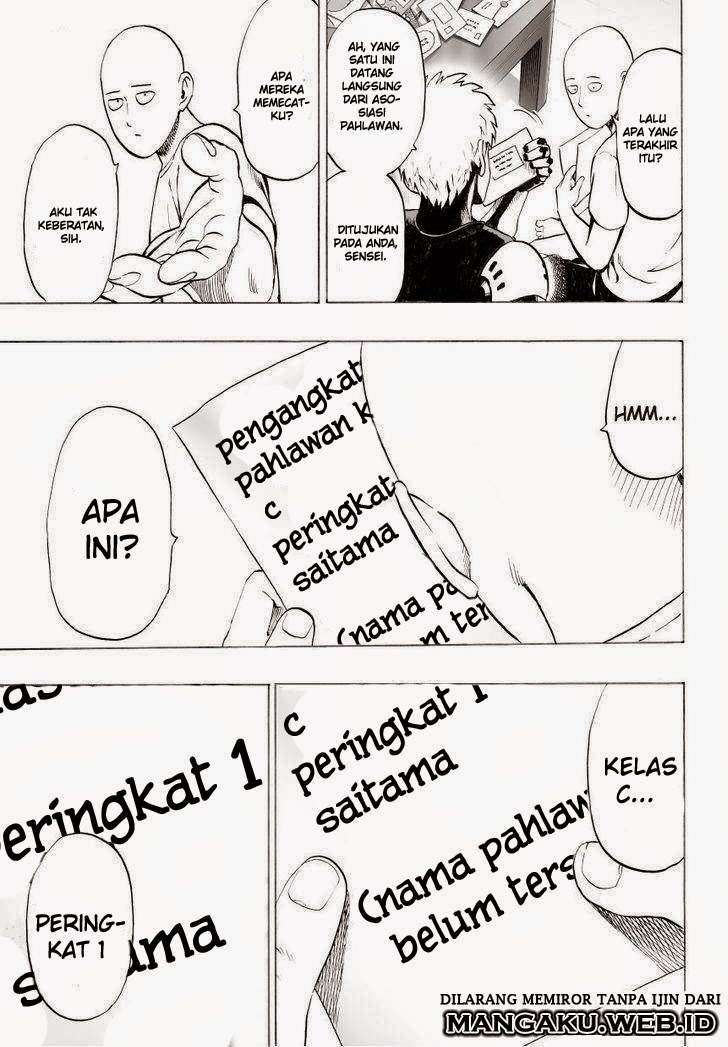 LALU
APA YANG
TERAKHIR
ITU?
AH, YANG
SATU INI
DATANG
LANGSUNG
DARI ASO-
SIASI
PAHLAWAN.
DITUJUKAN
PADA ANDA,
SENSEI.
APA
MEREKA
MEMECAT-
KU?
AKU TAK
KEBERATAN,
SIH.
HMM...
pengangkat
pahlawan k
c
peringkat
saitama
(nama pa
um ter
APA
INI?
KELAS
C...
c
peringkat 1
saitama
(nama pahlaw
belum ters
peringkat 1
PERING-
KAT 1
DILARANG MEMIROR TANPA IJIN DARI
MANGAKU.WEB.ID